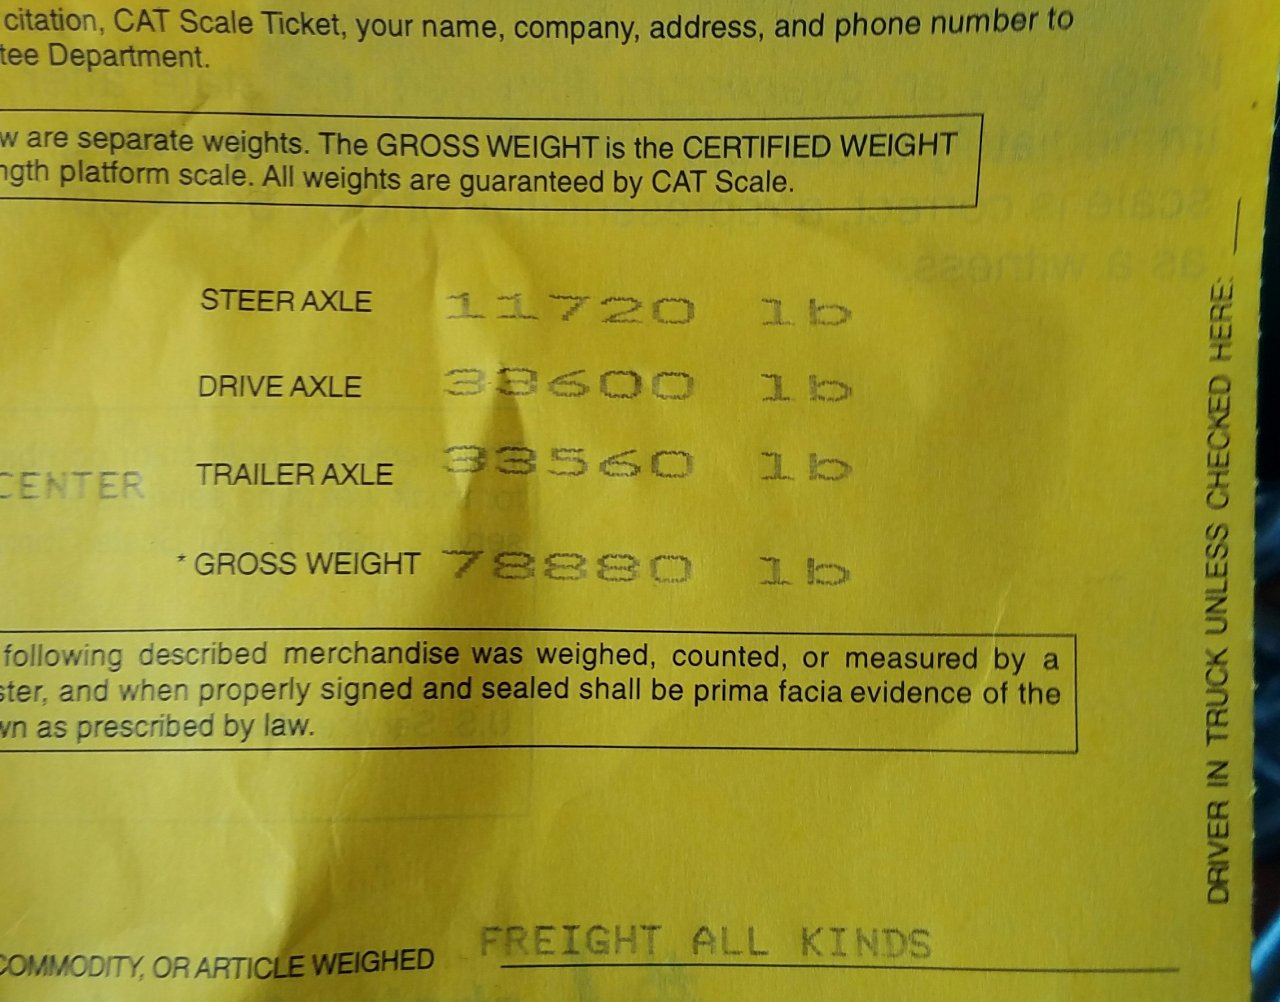 citation, CAT Scale Ticket, your name, company, address, and phone number to
tee Department.
w are separate weights. The GROSS WEIGHT is the CERTIFIED WEIGHT
ngth platform scale. All weights are guaranteed by CAT Scale.
STEER AXLE 11720 lb
DRIVE AXLE 33600 lb
TRAILER AXLE 33560 lb
CENTER
* GROSS WEIGHT 78880 lb
following described merchandise was weighed, counted, or measured by a
ster, and when properly signed and sealed shall be prima facia evidence of the
wn as prescribed by law.
COMMODITY, OR ARTICLE WEIGHED FREIGHT ALL KINDS
DRIVER IN TRUCK UNLESS CHECKED HERE: